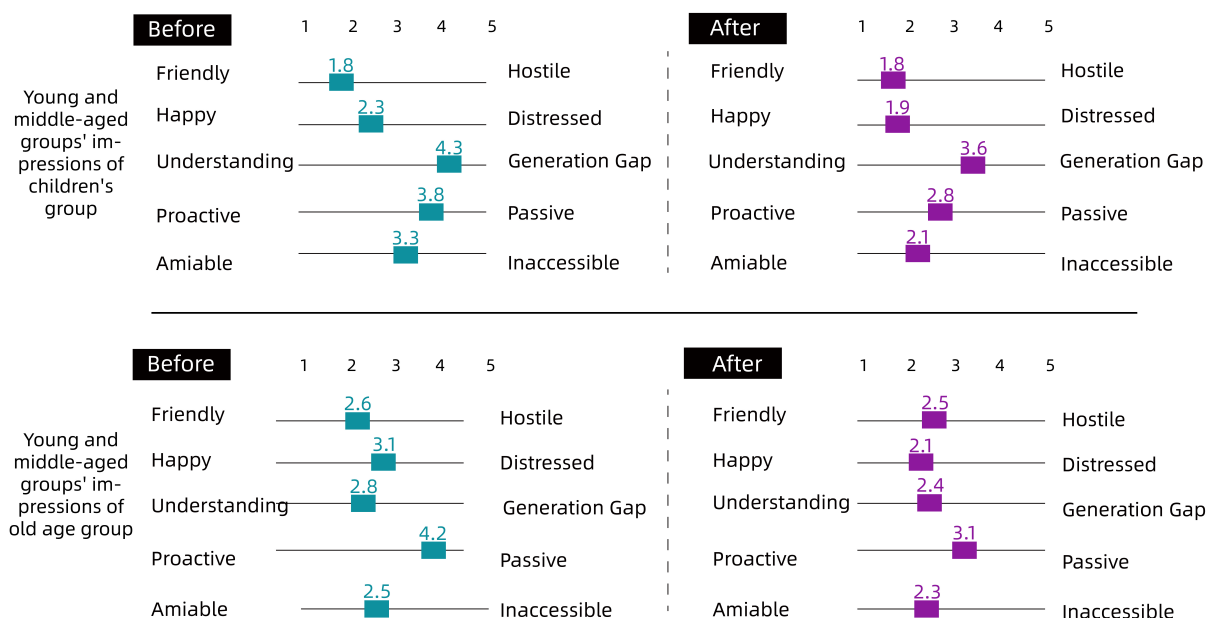 Before 1 2 3 4 5
After 1 2 3 4 5
Young and
middle-aged
groups' im-
pressions of
children's
group
Friendly 1.8 Hostile
Happy 2.3 Distressed
Understanding 4.3 Generation Gap
Proactive 3.8 Passive
Amiable 3.3 Inaccessible
Friendly 1.8 Hostile
Happy 1.9 Distressed
Understanding 3.6 Generation Gap
Proactive 2.8 Passive
Amiable 2.1 Inaccessible
Before 1 2 3 4 5
After 1 2 3 4 5
Young and
middle-aged
groups' im-
pressions of
old age group
Friendly 2.6 Hostile
Happy 3.1 Distressed
Understanding 2.8 Generation Gap
Proactive 4.2 Passive
Amiable 2.5 Inaccessible
Friendly 2.5 Hostile
Happy 2.1 Distressed
Understanding 2.4 Generation Gap
Proactive 3.1 Passive
Amiable 2.3 Inaccessible